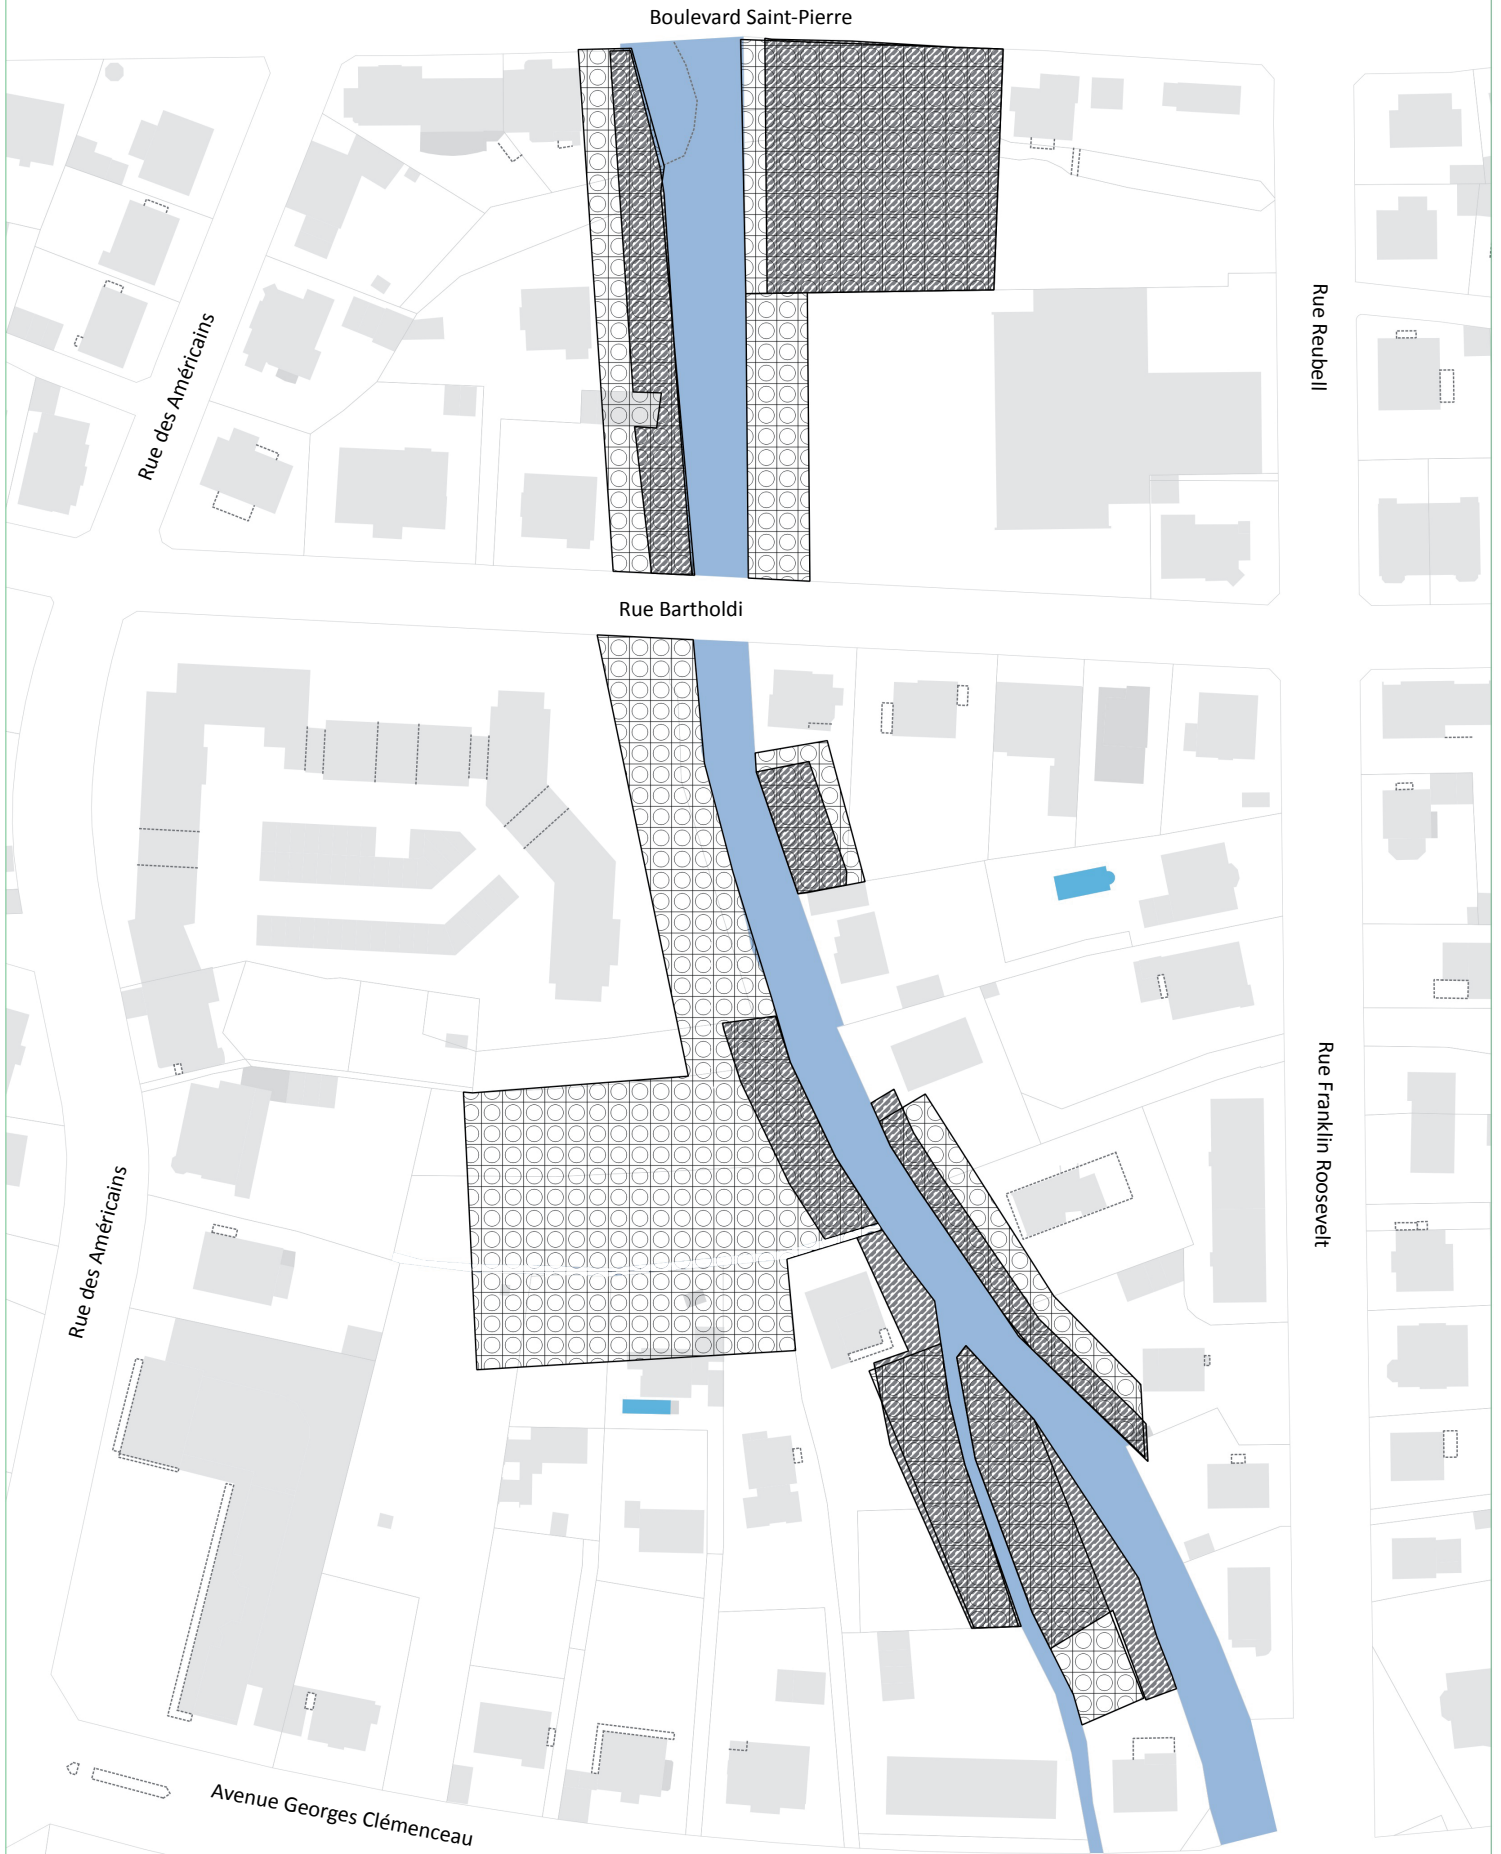 Boulevard Saint-Pierre
Rue des Américains
Rue Reubell
Rue Bartholdi
Rue Franklin Roosevelt
Rue des Américains
Avenue Georges Clémenceau